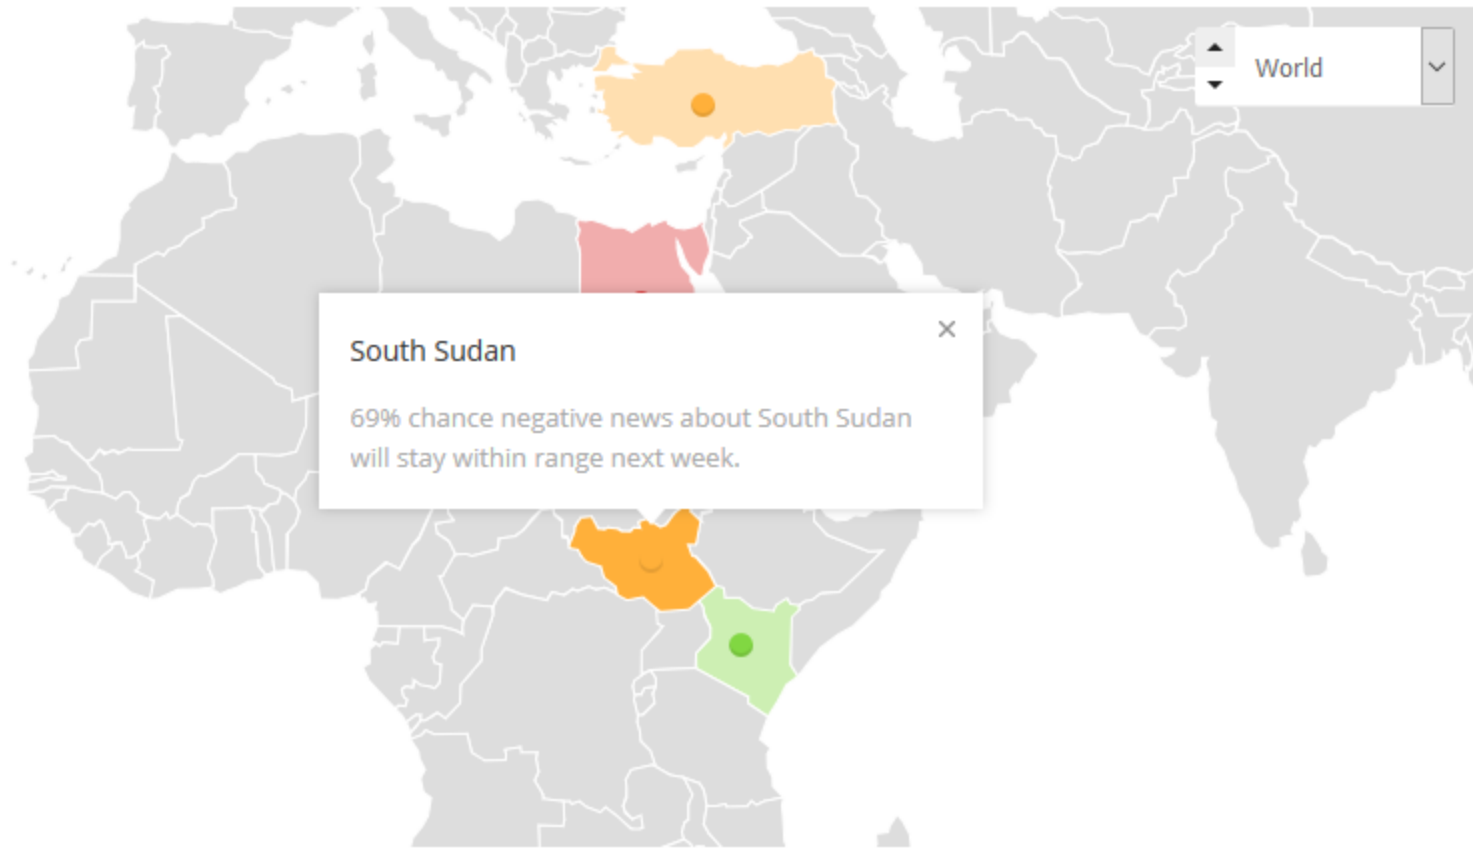 World
South Sudan
69% chance negative news about South Sudan
will stay within range next week.